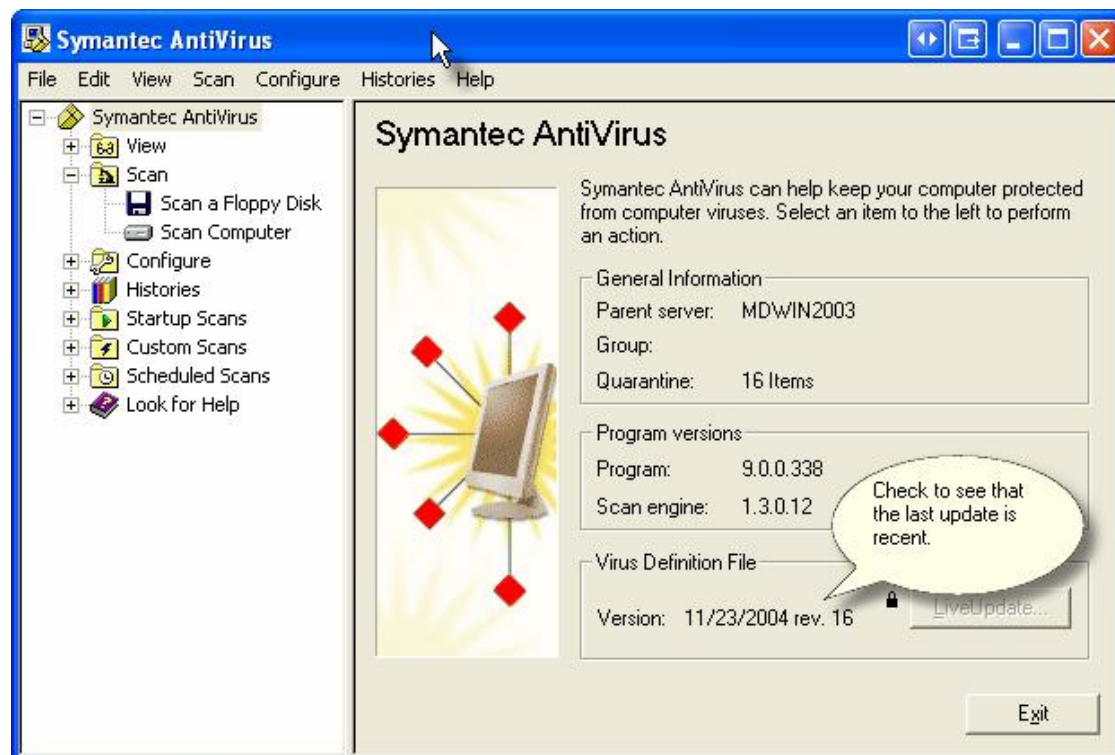 Symantec AntiVirus
File Edit View Scan Configure Histories Help
Symantec AntiVirus
View
Scan
Scan a Floppy Disk
Scan Computer
Configure
Histories
Startup Scans
Custom Scans
Scheduled Scans
Look for Help
Symantec AntiVirus
Symantec AntiVirus can help keep your computer protected
from computer viruses. Select an item to the left to perform
an action.
General Information
Parent server: MDWIN2003
Group:
Quarantine: 16 Items
Program versions
Program: 9.0.0.338
Scan engine: 1.3.0.12
Check to see that
the last update is
recent.
Virus Definition File
Version: 11/23/2004 rev. 16
LiveUpdate...
Exit